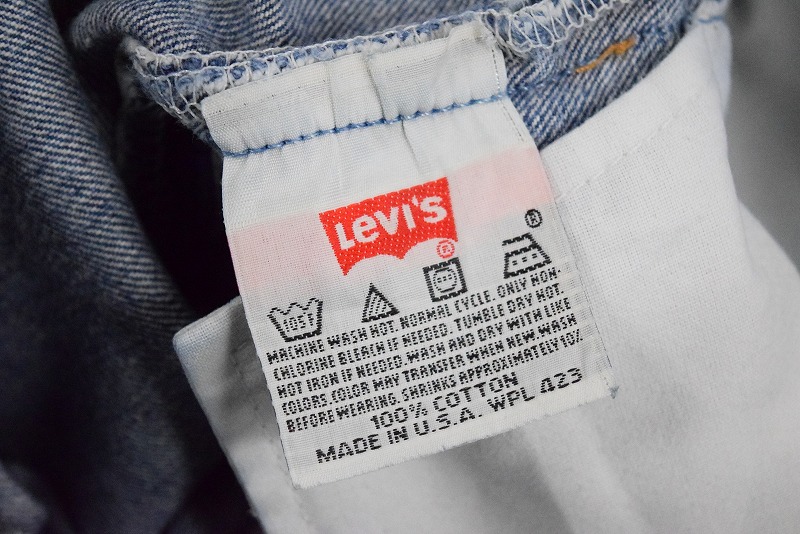 Levi's
®
®
105F
MACHINE WASH HOT. NORMAL CYCLE. ONLY NON-
CHLORINE BLEACH IF NEEDED. TUMBLE DRY HOT.
HOT IRON IF NEEDED. WASH AND DRY WITH LIKE
COLORS. COLOR MAY TRANSFER WHEN NEW. WASH
BEFORE WEARING. SHRINKS APPROXIMATELY 10%
100% COTTON
MADE IN U.S.A. WPL 423